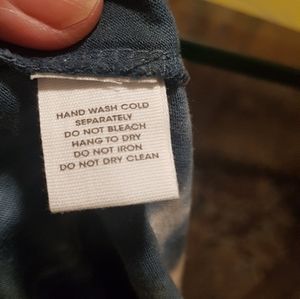 HAND WASH COLD
SEPARATELY
DO NOT BLEACH
HANG TO DRY
DO NOT IRON
DO NOT DRY CLEAN